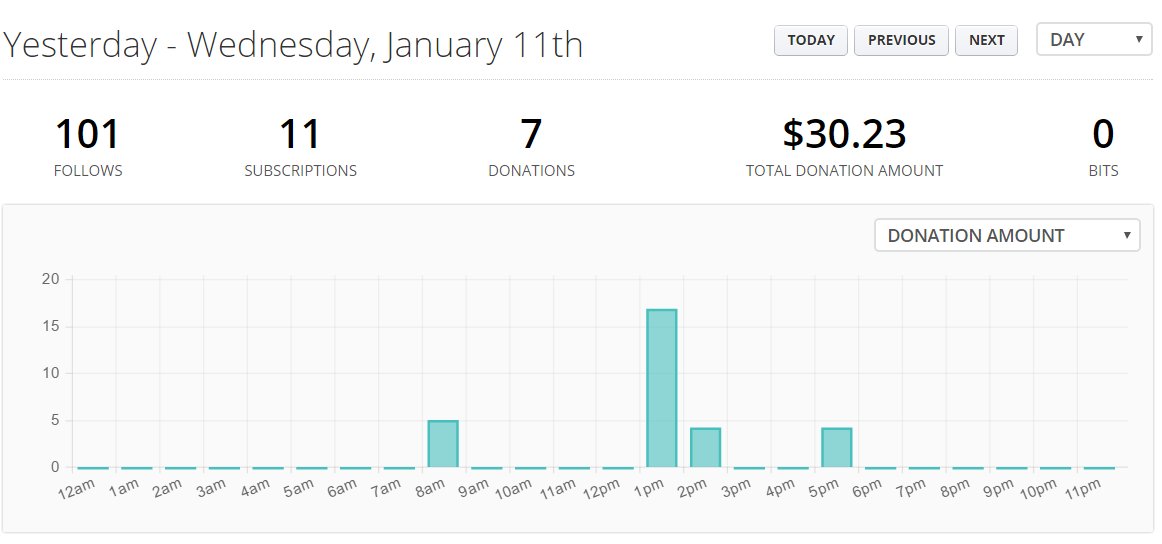 Yesterday - Wednesday, January 11th
TODAY PREVIOUS NEXT DAY
101 11 7 $30.23 0
FOLLOWS SUBSCRIPTIONS DONATIONS TOTAL DONATION AMOUNT BITS
DONATION AMOUNT
20
15
10
5
0
12am 1am 2am 3am 4am 5am 6am 7am 8am 9am 10am 11am 12pm 1pm 2pm 3pm 4pm 5pm 6pm 7pm 8pm 9pm 10pm 11pm